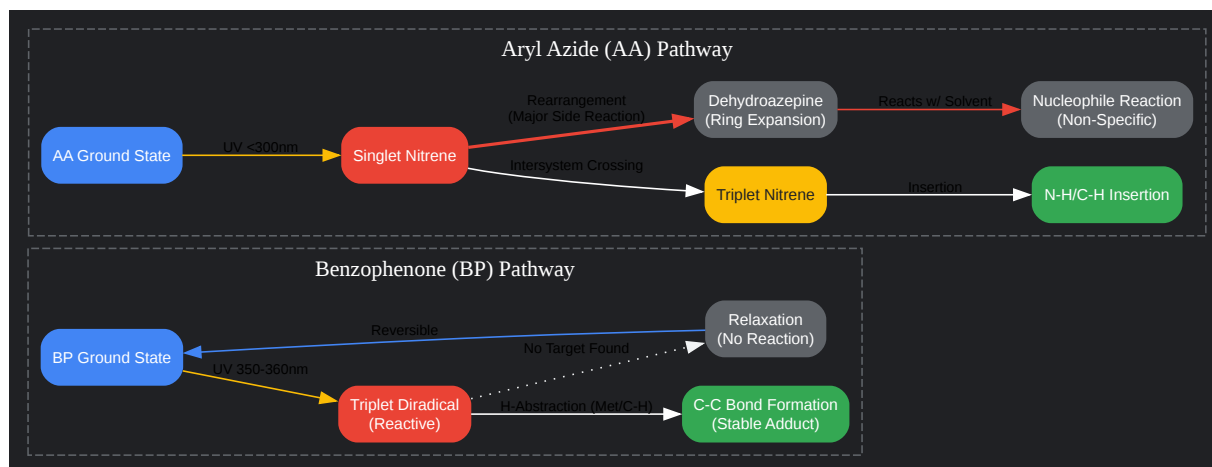 Aryl Azide (AA) Pathway
AA Ground State
UV <300nm
Singlet Nitrene
Rearrangement
(Major Side Reaction)
Dehydroazepine
(Ring Expansion)
Reacts w/ Solvent
Nucleophile Reaction
(Non-Specific)
Intersystem Crossing
Triplet Nitrene
Insertion
N-H/C-H Insertion
Benzophenone (BP) Pathway
BP Ground State
Reversible
Relaxation
(No Reaction)
No Target Found
UV 350-360nm
Triplet Diradical
(Reactive)
H-Abstraction (Met/C-H)
C-C Bond Formation
(Stable Adduct)